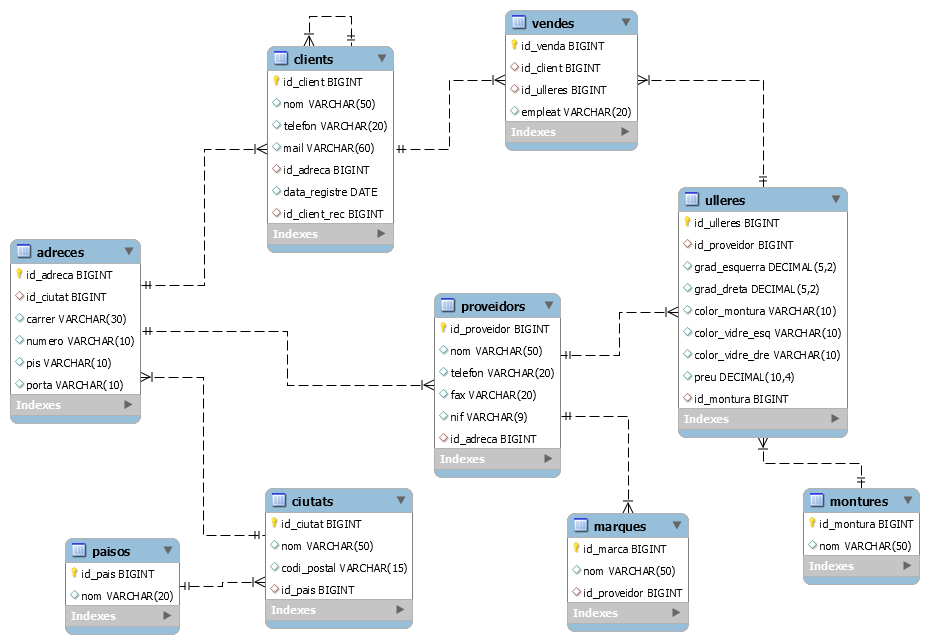 vendes
id_venda BIGINT
id_client BIGINT
id_ulleres BIGINT
empleat VARCHAR(20)
Indexes
clients
id_client BIGINT
nom VARCHAR(50)
telefon VARCHAR(20)
mail VARCHAR(60)
id_adreca BIGINT
data_registre DATE
id_client_rec BIGINT
Indexes
ulleres
id_ulleres BIGINT
id_proveidor BIGINT
grad_esquerra DECIMAL(5,2)
grad_dreta DECIMAL(5,2)
color_montura VARCHAR(10)
color_vidre_esq VARCHAR(10)
color_vidre_dre VARCHAR(10)
preu DECIMAL(10,4)
id_montura BIGINT
Indexes
adreces
id_adreca BIGINT
id_ciutat BIGINT
carrer VARCHAR(30)
numero VARCHAR(10)
pis VARCHAR(10)
porta VARCHAR(10)
Indexes
proveidors
id_proveidor BIGINT
nom VARCHAR(50)
telefon VARCHAR(20)
fax VARCHAR(20)
nif VARCHAR(9)
id_adreca BIGINT
Indexes
ciutats
id_ciutat BIGINT
nom VARCHAR(50)
codi_postal VARCHAR(15)
id_pais BIGINT
Indexes
montures
id_montura BIGINT
nom VARCHAR(50)
Indexes
marques
id_marca BIGINT
nom VARCHAR(50)
id_proveidor BIGINT
Indexes
paisos
id_pais BIGINT
nom VARCHAR(20)
Indexes